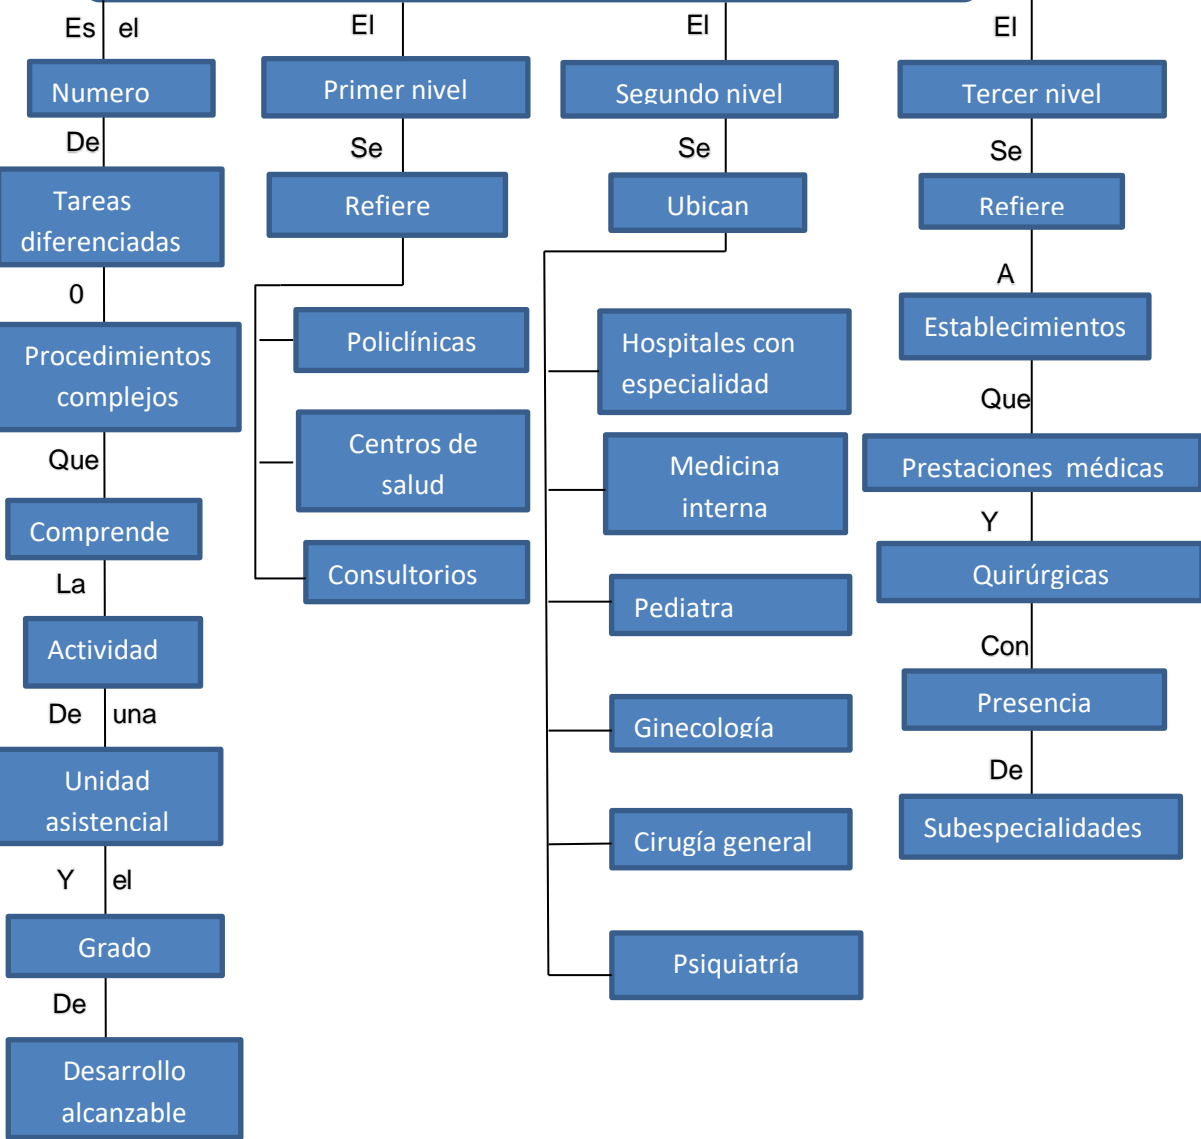 Es el
Numero
De
Tareas
diferenciadas
0
Procedimientos
complejos
Que
Comprende
La
Actividad
De una
Unidad
asistencial
Y el
Grado
De
Desarrollo
alcanzable
El
Primer nivel
Se
Refiere
Policlínicas
Centros de
salud
Consultorios
El
Segundo nivel
Se
Ubican
Hospitales con
especialidad
Medicina
interna
Pediatra
Ginecología
Cirugía general
Psiquiatría
El
Tercer nivel
Se
Refiere
A
Establecimientos
Que
Prestaciones médicas
Y
Quirúrgicas
Con
Presencia
De
Subespecialidades